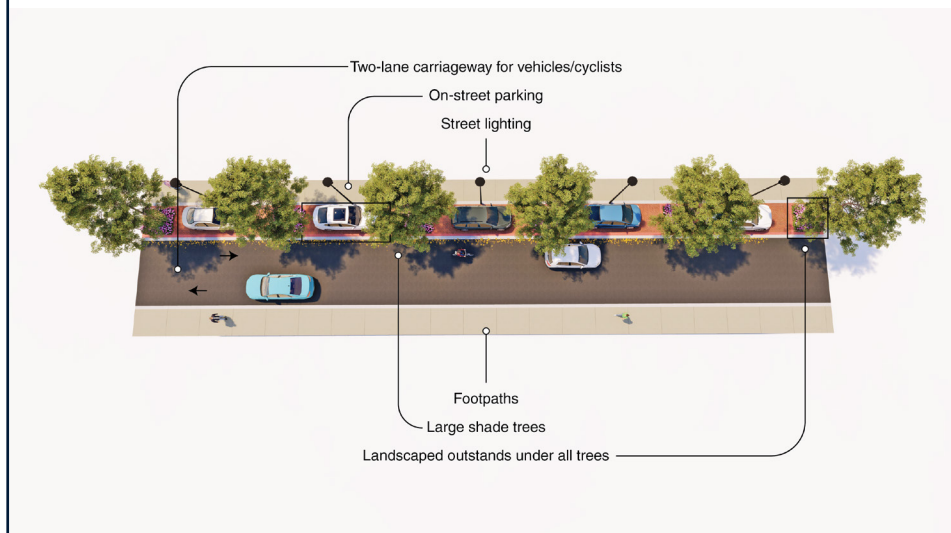 Two-lane carriageway for vehicles/cyclists
On-street parking
Street lighting
Footpaths
Large shade trees
Landscaped outstands under all trees